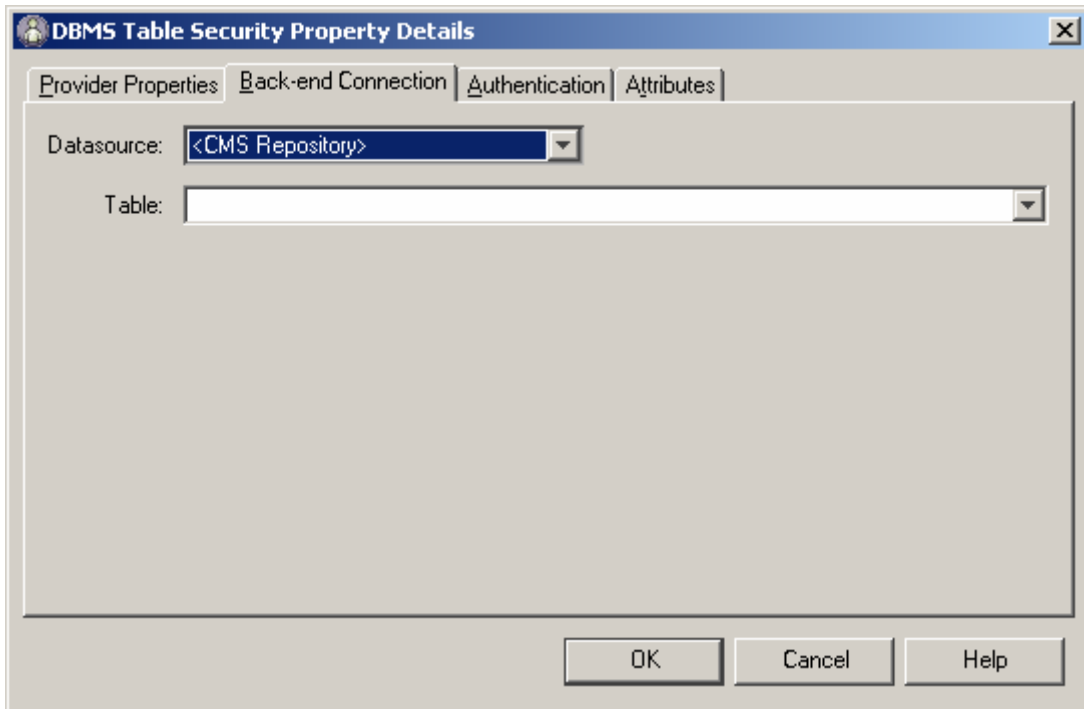 DBMS Table Security Property Details
Provider Properties Back-end Connection Authentication Attributes
Datasource: <CMS Repository>
Table:
OK Cancel Help